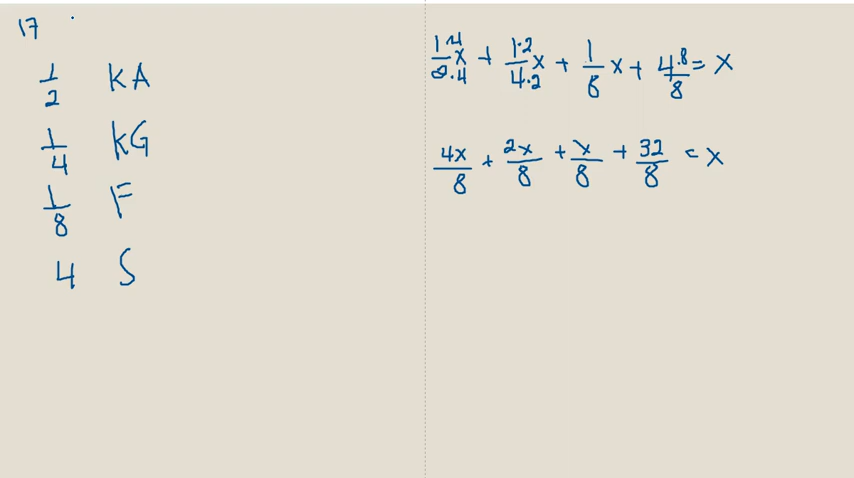 17
1/2 KA
1/4 KG
1/8 F
4 S
1·4/2·4 x + 1·2/4·2 x + 1/8 x + 4·8/8 = x
4x/8 + 2x/8 + x/8 + 32/8 = x